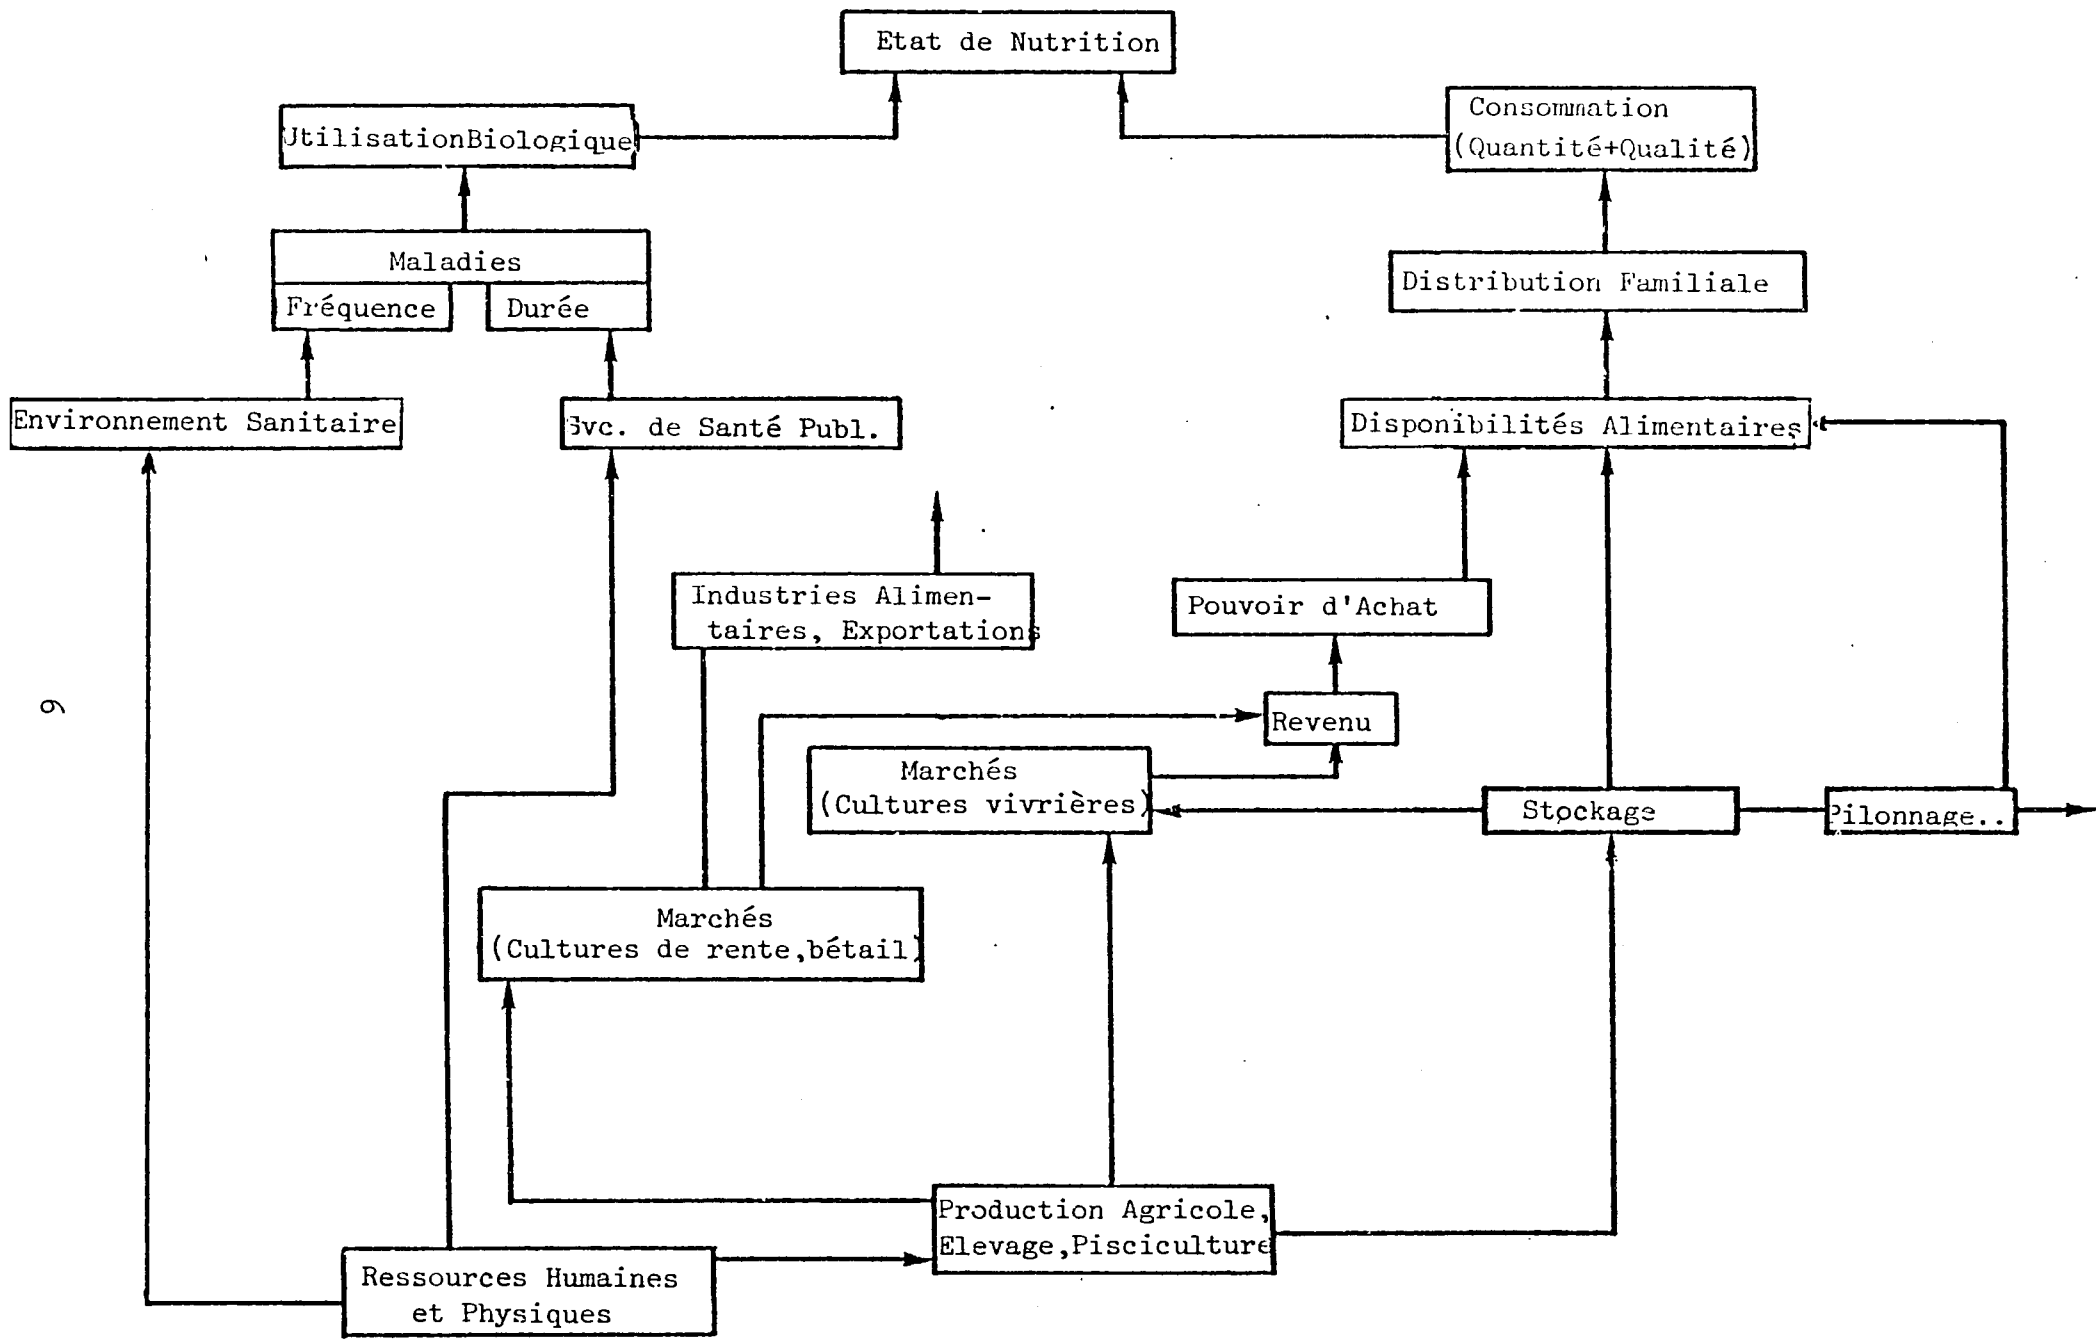 Etat de Nutrition
Utilisation Biologique
Consommation
(Quantité+Qualité)
Maladies
Fréquence
Durée
Distribution Familiale
Environnement Sanitaire
Svc. de Santé Publ.
Disponibilités Alimentaires
Industries Alimen-
taires, Exportations
Pouvoir d'Achat
Revenu
Marchés
(Cultures vivrières)
Stockage
Pilonnage..
Marchés
(Cultures de rente,bétail)
Production Agricole,
Elevage,Pisciculture
Ressources Humaines
et Physiques